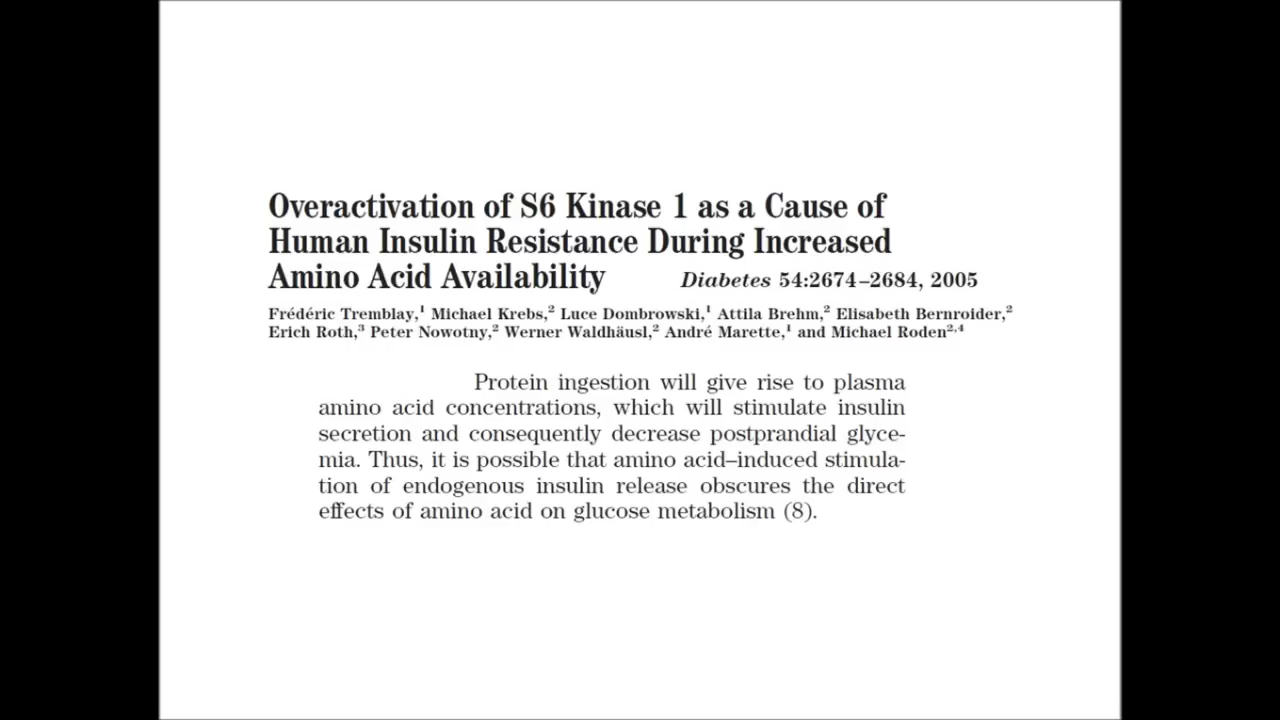 Overactivation of S6 Kinase 1 as a Cause of
Human Insulin Resistance During Increased
Amino Acid Availability Diabetes 54:2674–2684, 2005
Frédéric Tremblay,¹ Michael Krebs,² Luce Dombrowski,¹ Attila Brehm,² Elisabeth Bernroider,²
Erich Roth,³ Peter Nowotny,² Werner Waldhäusl,² André Marette,¹ and Michael Roden²,⁴
Protein ingestion will give rise to plasma
amino acid concentrations, which will stimulate insulin
secretion and consequently decrease postprandial glyce-
mia. Thus, it is possible that amino acid–induced stimula-
tion of endogenous insulin release obscures the direct
effects of amino acid on glucose metabolism (8).